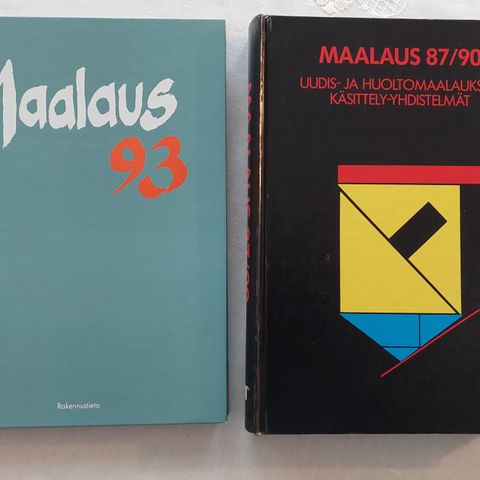 Maalaus
93
Rakennustieto
MAALAUS 87/90
UUDIS- JA HUOLTOMAALAUKS
KÄSITTELY-YHDISTELMÄT